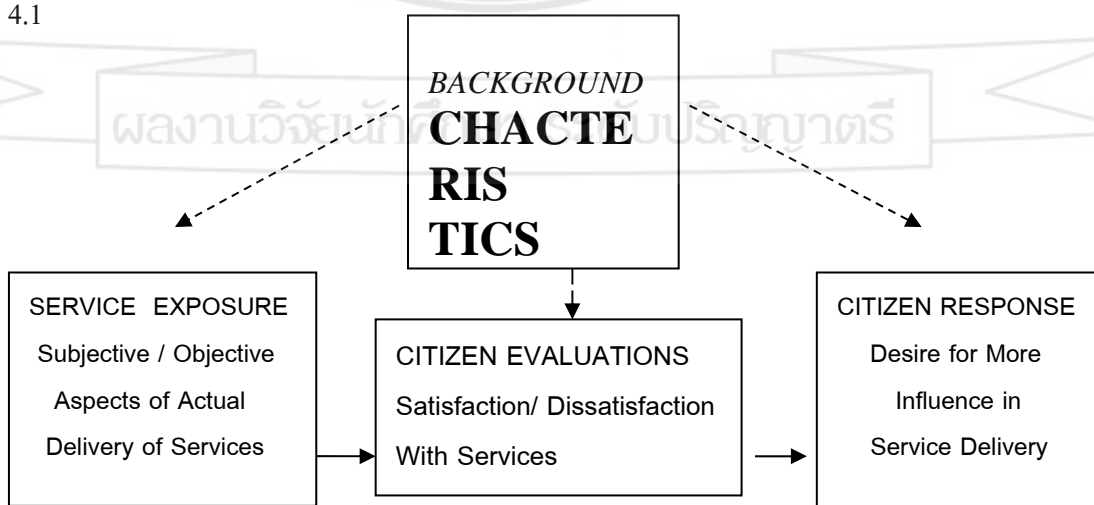 4.1
BACKGROUND
CHACTE
RIS
TICS
ผลงานวิจัยนักศึกษา ระดับปริญญาตรี
SERVICE EXPOSURE
Subjective / Objective
Aspects of Actual
Delivery of Services
CITIZEN EVALUATIONS
Satisfaction/ Dissatisfaction
With Services
CITIZEN RESPONSE
Desire for More
Influence in
Service Delivery